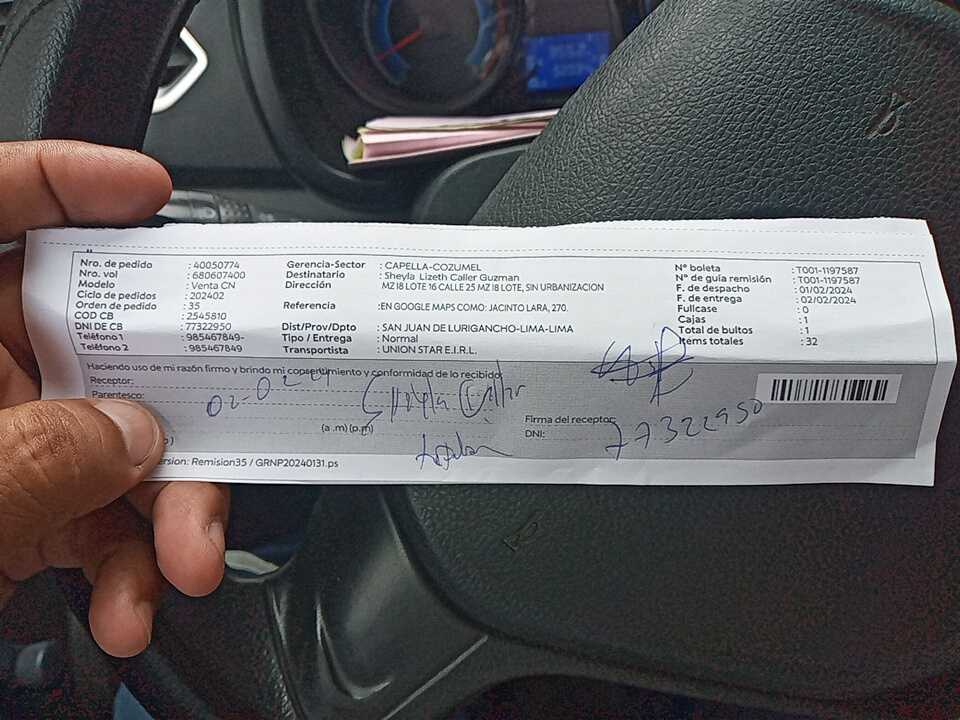 Nro. de pedido : 40050774
Nro. vol : 680607400
Modelo : Venta CN
Ciclo de pedidos : 202402
Orden de pedido : 35
COD CB : 2545810
DNI DE CB : 77322950
Teléfono 1 : 985467849-
Teléfono 2 : 985467849
Gerencia-Sector : CAPELLA-COZUMEL
Destinatario : Sheyla Lizeth Caller Guzman
Dirección MZ 18 LOTE 16 CALLE 25 MZ 18 LOTE, SIN URBANIZACION
Referencia :EN GOOGLE MAPS COMO: JACINTO LARA, 270.
Dist/Prov/Dpto : SAN JUAN DE LURIGANCHO-LIMA-LIMA
Tipo / Entrega : Normal
Transportista : UNION STAR E.I.R.L.
N° boleta : T001-1197587
N° de guía remisión : T001-1197587
F. de despacho : 01/02/2024
F. de entrega : 02/02/2024
Fullcase : 0
Cajas : 1
Total de bultos : 1
Items totales : 32
Haciendo uso de mi razón firmo y brindo mi consentimiento y conformidad de lo recibido:
Receptor:
Parentesco:
02-02-24
Sheyla Caller
(a .m) (p.m)
Firma del receptor:
DNI: 77322950
ersion: Remision35 / GRNP20240131.ps